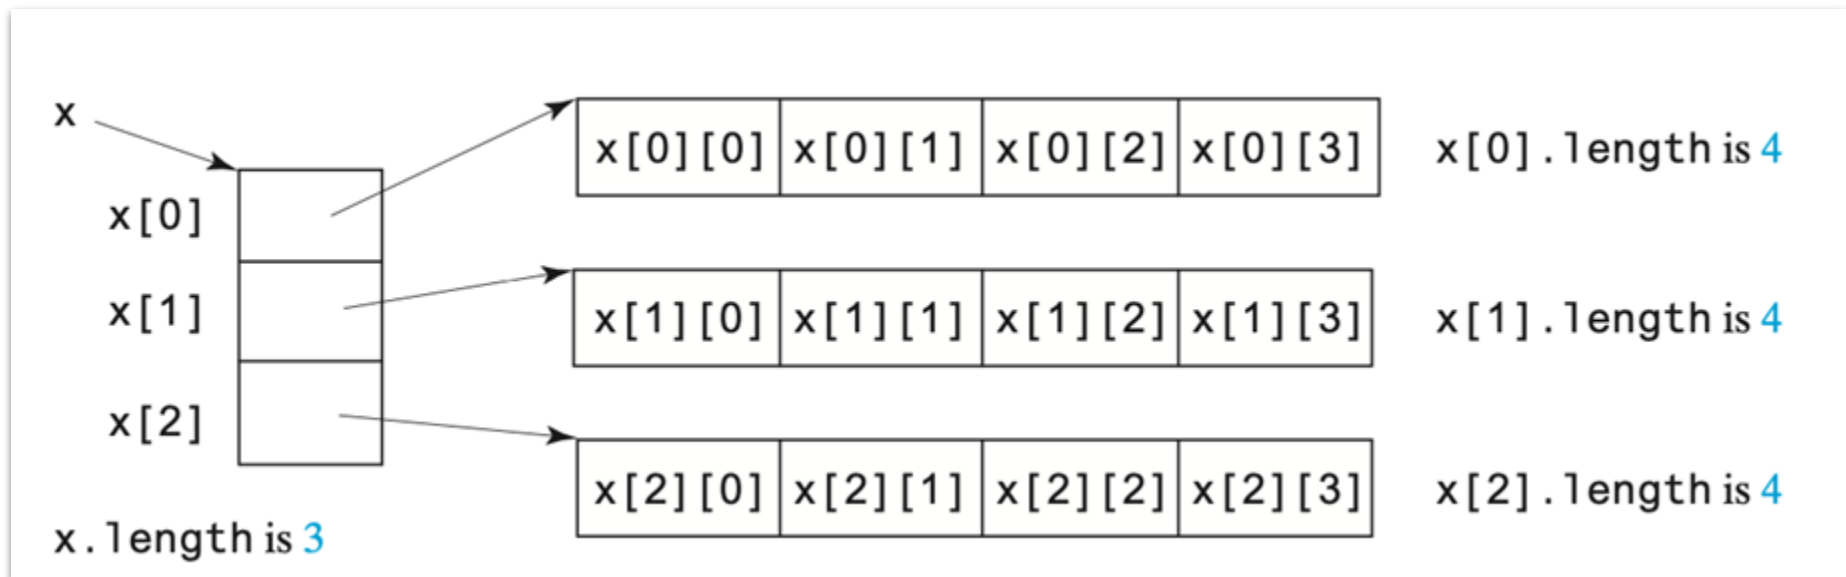 x
x[0][0] x[0][1] x[0][2] x[0][3] x[0].length is 4
x[0]
x[1]
x[1][0] x[1][1] x[1][2] x[1][3] x[1].length is 4
x[2]
x[2][0] x[2][1] x[2][2] x[2][3] x[2].length is 4
x.length is 3